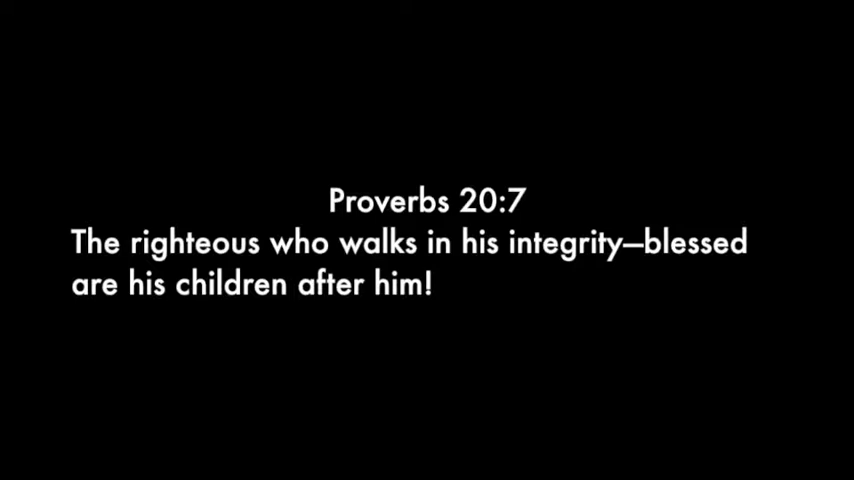 Proverbs 20:7
The righteous who walks in his integrity—blessed
are his children after him!